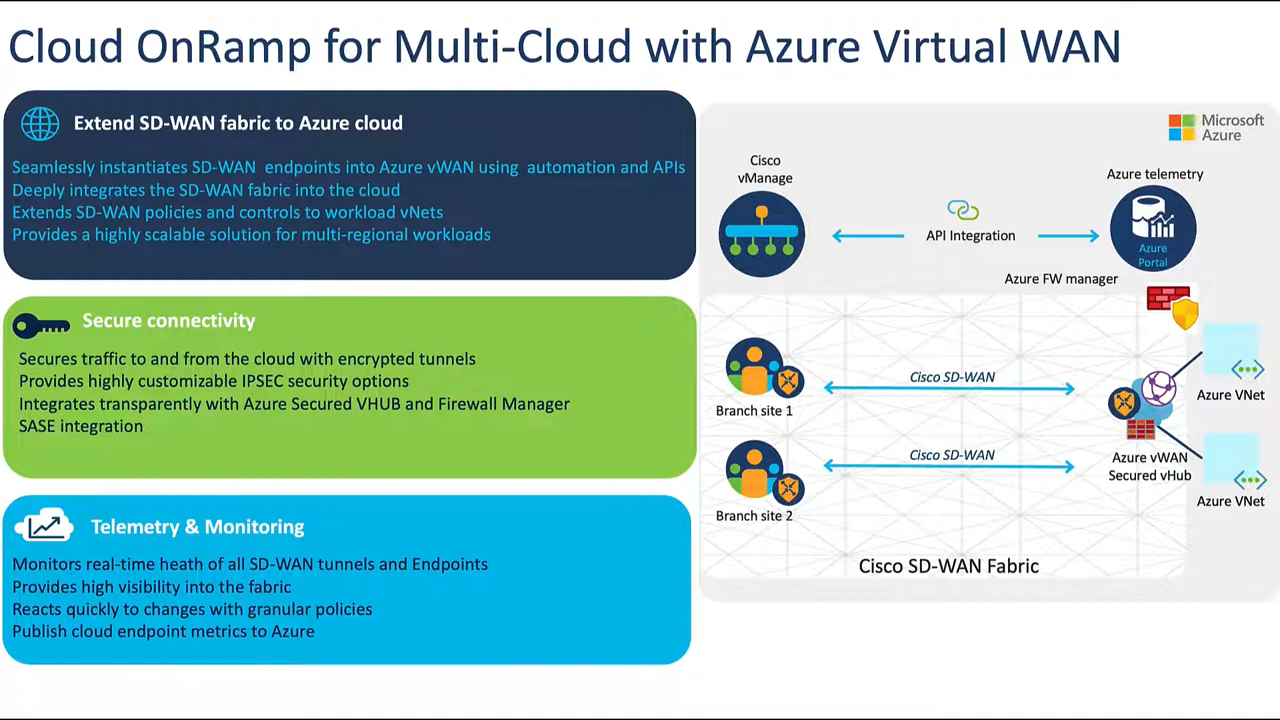 Cloud OnRamp for Multi-Cloud with Azure Virtual WAN
Extend SD-WAN fabric to Azure cloud
Seamlessly instantiates SD-WAN endpoints into Azure vWAN using automation and APIs
Deeply integrates the SD-WAN fabric into the cloud
Extends SD-WAN policies and controls to workload vNets
Provides a highly scalable solution for multi-regional workloads
Secure connectivity
Secures traffic to and from the cloud with encrypted tunnels
Provides highly customizable IPSEC security options
Integrates transparently with Azure Secured VHUB and Firewall Manager
SASE integration
Telemetry & Monitoring
Monitors real-time heath of all SD-WAN tunnels and Endpoints
Provides high visibility into the fabric
Reacts quickly to changes with granular policies
Publish cloud endpoint metrics to Azure
Microsoft
Azure
Cisco
vManage
API Integration
Azure telemetry
Azure
Portal
Azure FW manager
Branch site 1
Cisco SD-WAN
Azure VNet
Branch site 2
Cisco SD-WAN
Azure vWAN
Secured vHub
Azure VNet
Cisco SD-WAN Fabric